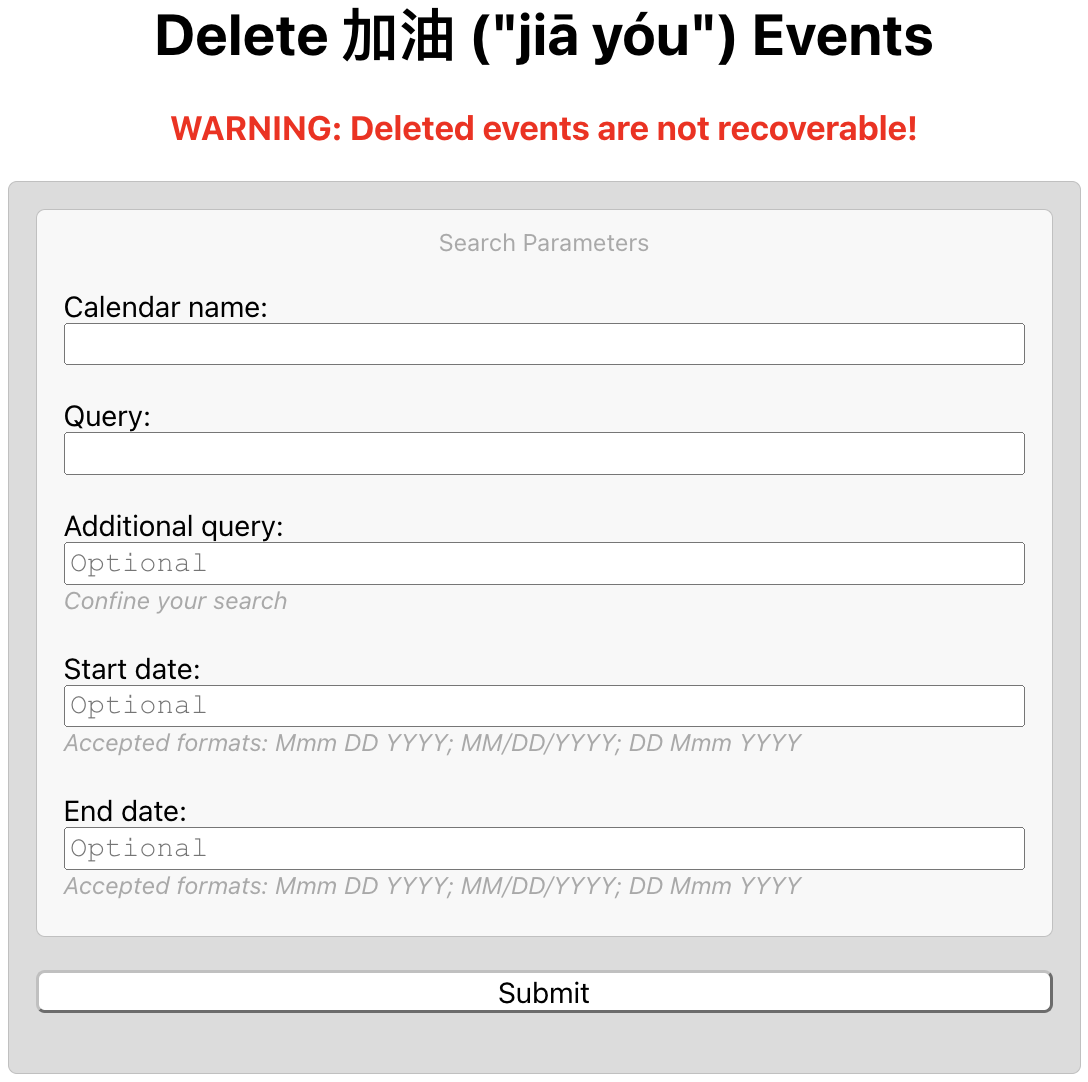 Delete 加油 ("jiā yóu") Events
WARNING: Deleted events are not recoverable!
Search Parameters
Calendar name:
Query:
Additional query:
Optional
Confine your search
Start date:
Optional
Accepted formats: Mmm DD YYYY; MM/DD/YYYY; DD Mmm YYYY
End date:
Optional
Accepted formats: Mmm DD YYYY; MM/DD/YYYY; DD Mmm YYYY
Submit